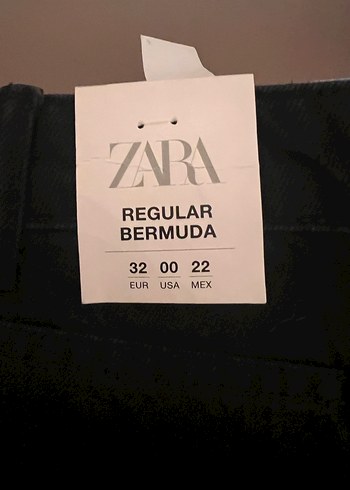 ZARA
REGULAR
BERMUDA
32 00 22
EUR USA MEX